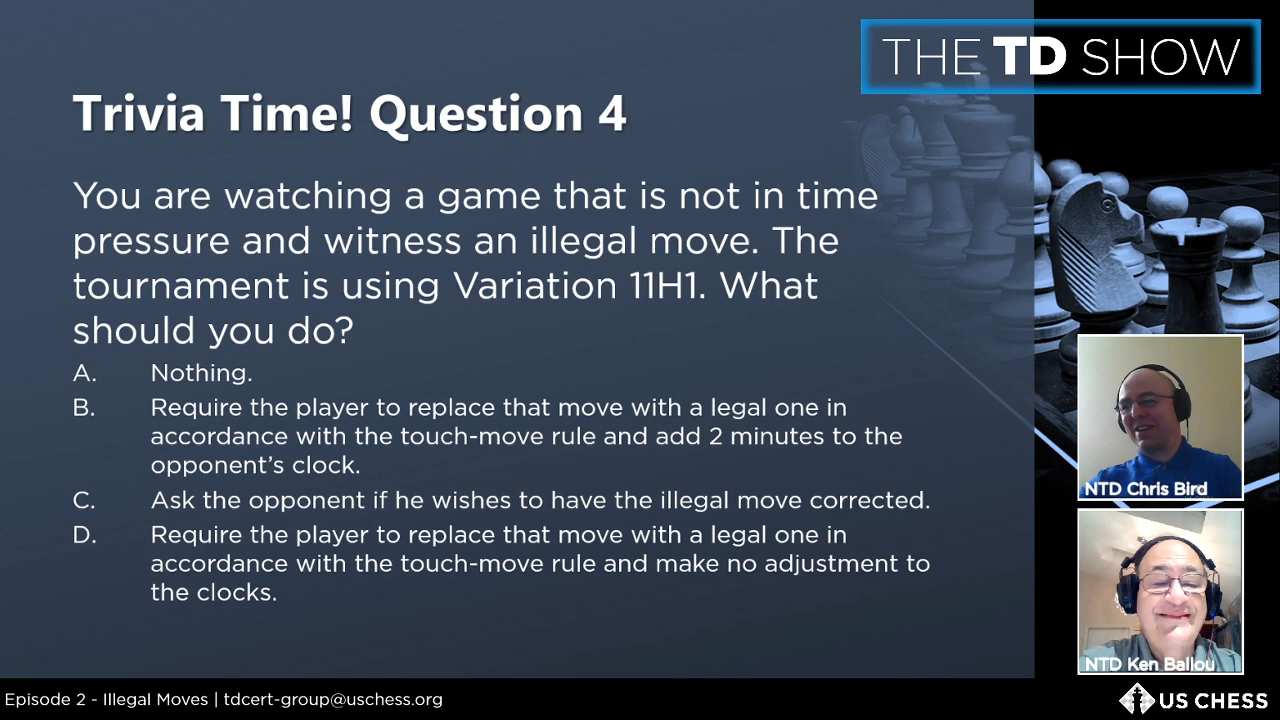 THE TD SHOW
Trivia Time! Question 4
You are watching a game that is not in time
pressure and witness an illegal move. The
tournament is using Variation 11H1. What
should you do?
A. Nothing.
B. Require the player to replace that move with a legal one in
accordance with the touch-move rule and add 2 minutes to the
opponent's clock.
C. Ask the opponent if he wishes to have the illegal move corrected.
D. Require the player to replace that move with a legal one in
accordance with the touch-move rule and make no adjustment to
the clocks.
NTD Chris Bird
NTD Ken Ballou
Episode 2 - Illegal Moves | tdcert-group@uschess.org
US CHESS